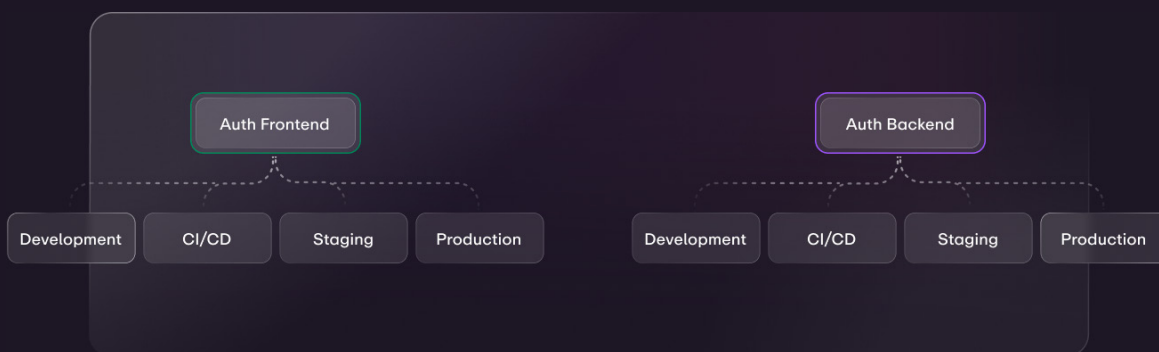 Auth Frontend
Auth Backend
Development
CI/CD
Staging
Production
Development
CI/CD
Staging
Production